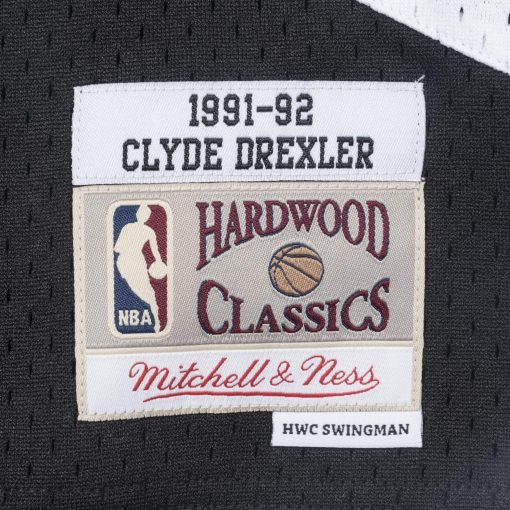 1991-92
CLYDE DREXLER
NBA
HARDWOOD
CLASSICS
Mitchell & Ness
HWC SWINGMAN